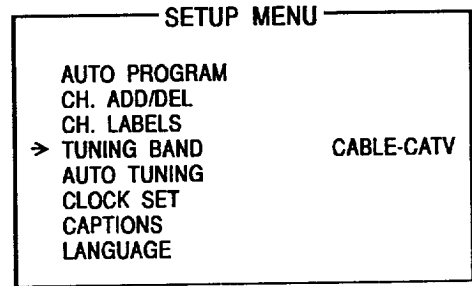 SETUP MENU
AUTO PROGRAM
CH. ADD/DEL
CH. LABELS
→ TUNING BAND CABLE-CATV
AUTO TUNING
CLOCK SET
CAPTIONS
LANGUAGE